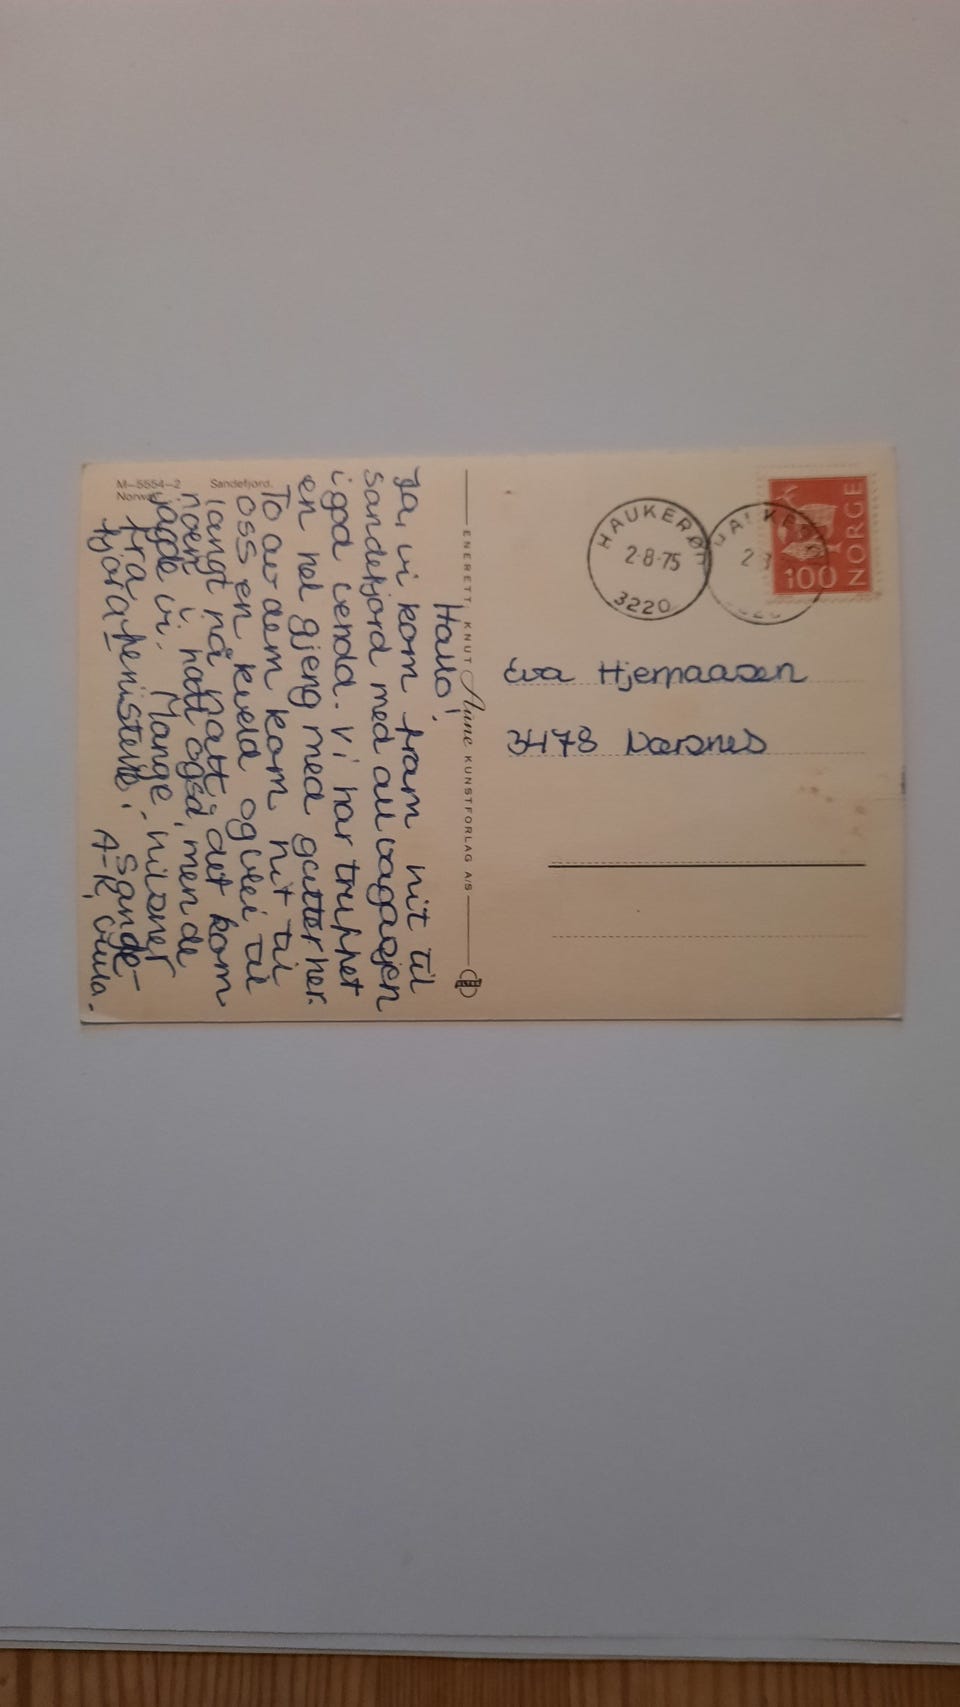 M–5554–2 Sandefjord.
Norway
Hallo!
Ja, vi kom fram hit til
Sandefjord med all bagasjen
i god behold. Vi har truffet
en hel gjeng med gutter her.
To av dem kom hit til
oss en kveld og ble til
langt på natt, det kom
noen i natt også, men de
jagde vi. Mange hilsner
fra Sande-
fjordsferistene!
A-K,
ENERETT: KNUT Aune KUNSTFORLAG A/S
HAUKERØD
2-8-75
3220
NORGE
100
Eva Hjemaasen
3478 Nærsnes